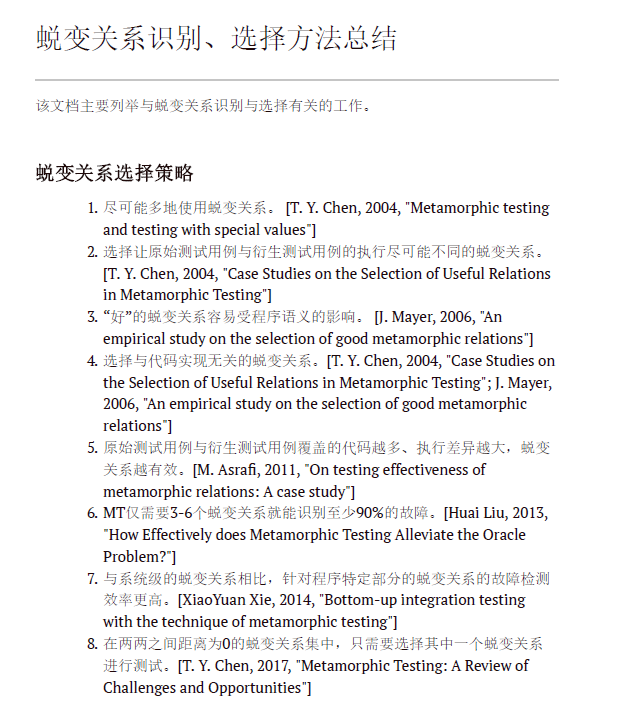 蜕变关系识别、选择方法总结
该文档主要列举与蜕变关系识别与选择有关的工作。
蜕变关系选择策略
1. 尽可能多地使用蜕变关系。 [T. Y. Chen, 2004, "Metamorphic testing
and testing with special values"]
2. 选择让原始测试用例与衍生测试用例的执行尽可能不同的蜕变关系。
[T. Y. Chen, 2004, "Case Studies on the Selection of Useful Relations
in Metamorphic Testing"]
3. “好”的蜕变关系容易受程序语义的影响。 [J. Mayer, 2006, "An
empirical study on the selection of good metamorphic relations"]
4. 选择与代码实现无关的蜕变关系。[T. Y. Chen, 2004, "Case Studies on
the Selection of Useful Relations in Metamorphic Testing"; J. Mayer,
2006, "An empirical study on the selection of good metamorphic
relations"]
5. 原始测试用例与衍生测试用例覆盖的代码越多、执行差异越大，蜕变
关系越有效。[M. Asrafi, 2011, "On testing effectiveness of
metamorphic relations: A case study"]
6. MT仅需要3-6个蜕变关系就能识别至少90%的故障。[Huai Liu, 2013,
"How Effectively does Metamorphic Testing Alleviate the Oracle
Problem?"]
7. 与系统级的蜕变关系相比，针对程序特定部分的蜕变关系的故障检测
效率更高。[XiaoYuan Xie, 2014, "Bottom-up integration testing
with the technique of metamorphic testing"]
8. 在两两之间距离为0的蜕变关系集中，只需要选择其中一个蜕变关系
进行测试。[T. Y. Chen, 2017, "Metamorphic Testing: A Review of
Challenges and Opportunities"]